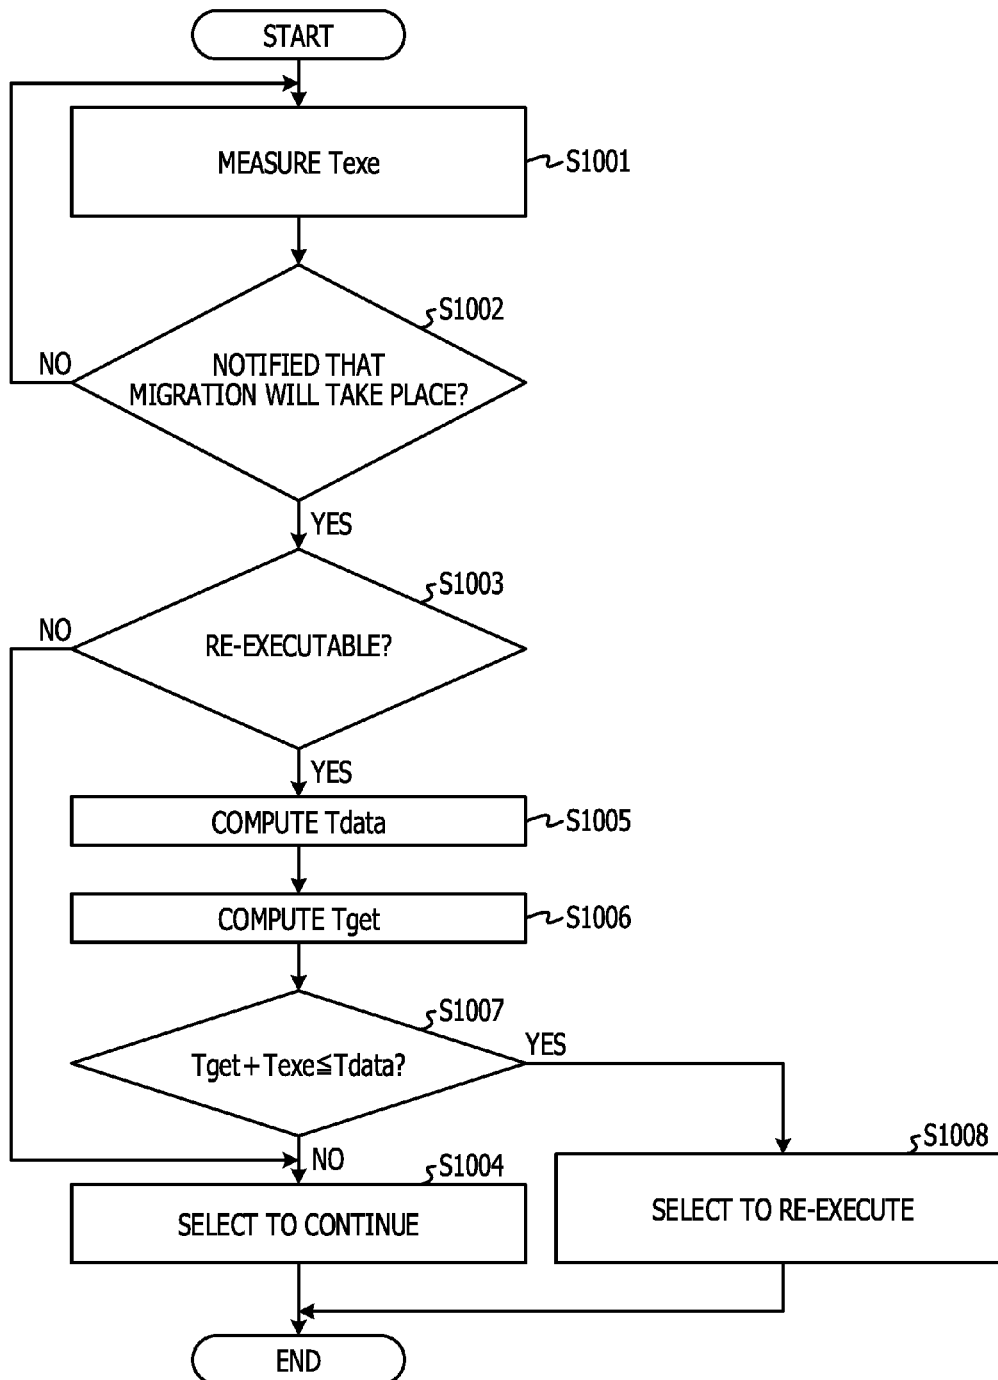 START
MEASURE Texe
S1001
S1002
NO
NOTIFIED THAT
MIGRATION WILL TAKE PLACE?
YES
S1003
NO
RE-EXECUTABLE?
YES
COMPUTE Tdata
S1005
COMPUTE Tget
S1006
S1007
YES
Tget+Texe≦Tdata?
NO
S1004
S1008
SELECT TO CONTINUE
SELECT TO RE-EXECUTE
END